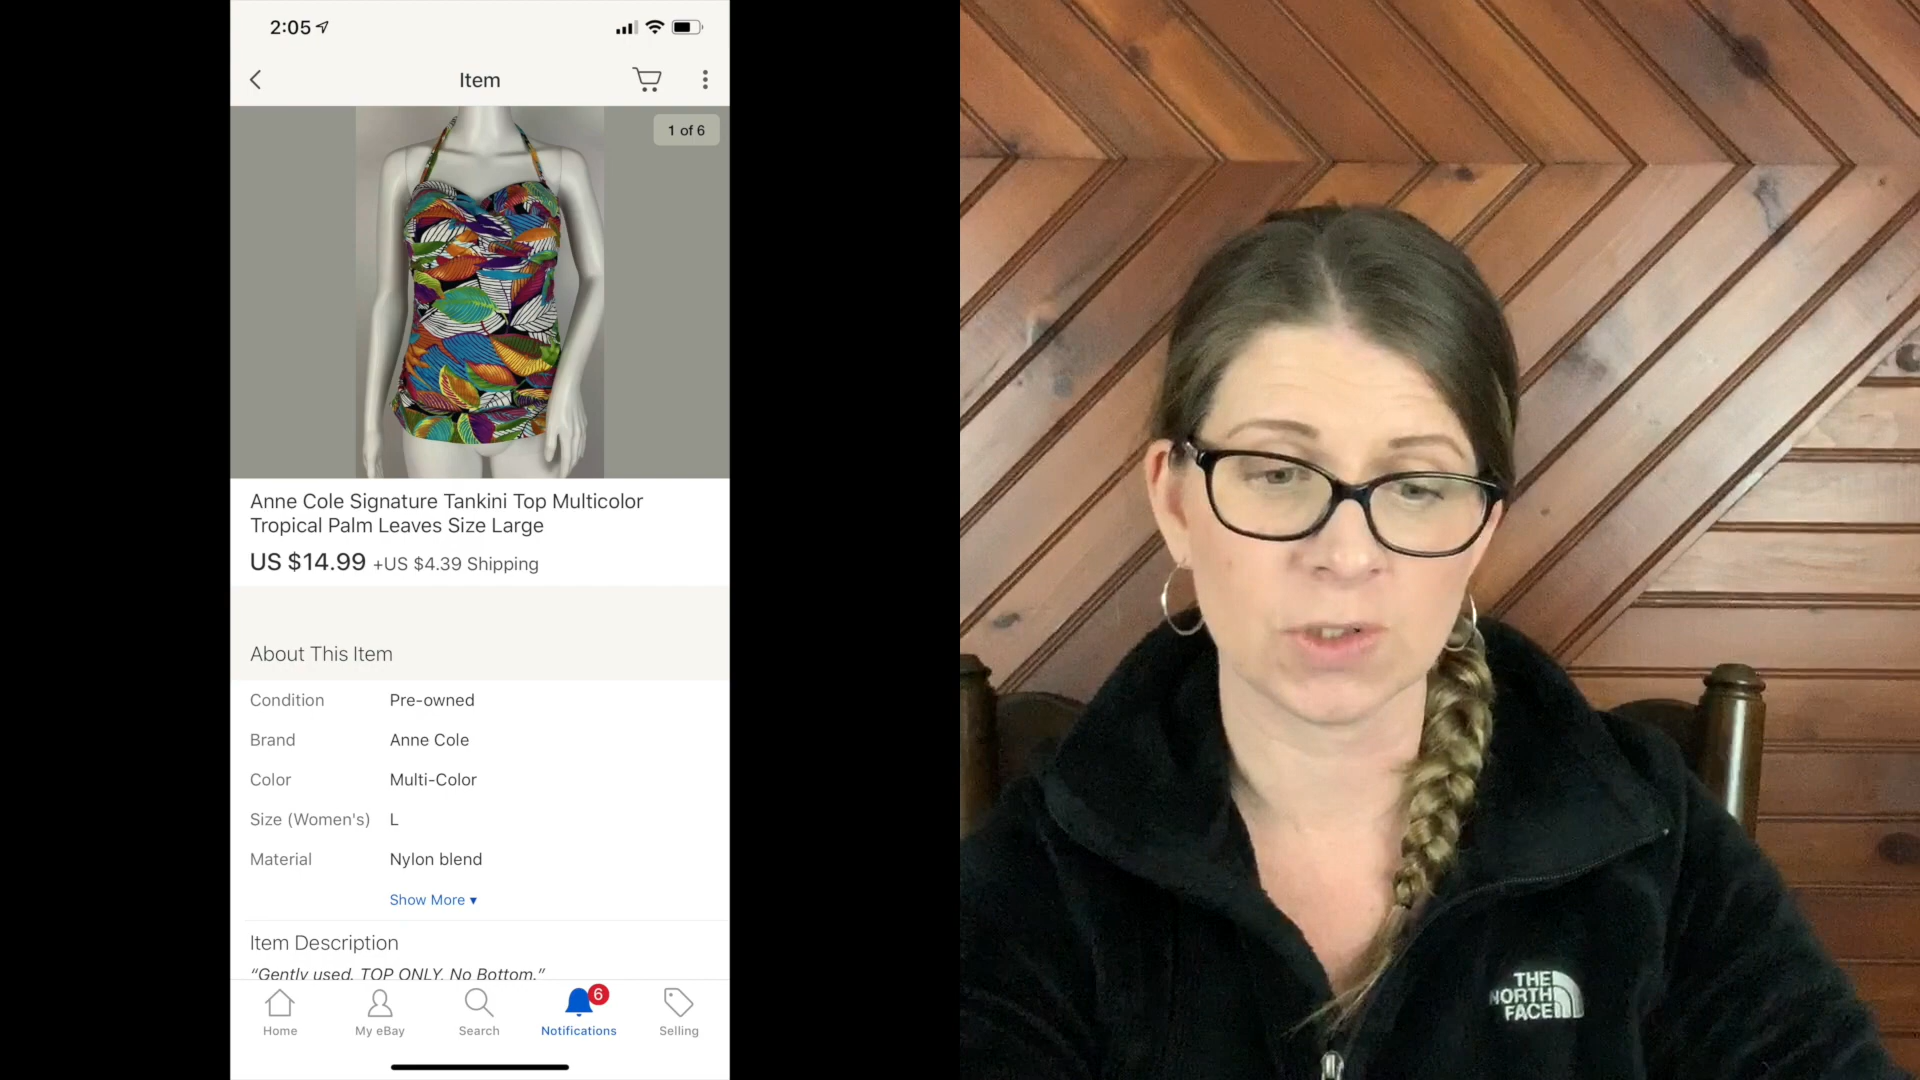 2:05
Item
1 of 6
Anne Cole Signature Tankini Top Multicolor
Tropical Palm Leaves Size Large
US $14.99 +US $4.39 Shipping
About This Item
Condition Pre-owned
Brand Anne Cole
Color Multi-Color
Size (Women's) L
Material Nylon blend
Show More ▾
Item Description
“Gently used. TOP ONLY. No Bottom.”
6
Home My eBay Search Notifications Selling
THE
NORTH
FACE